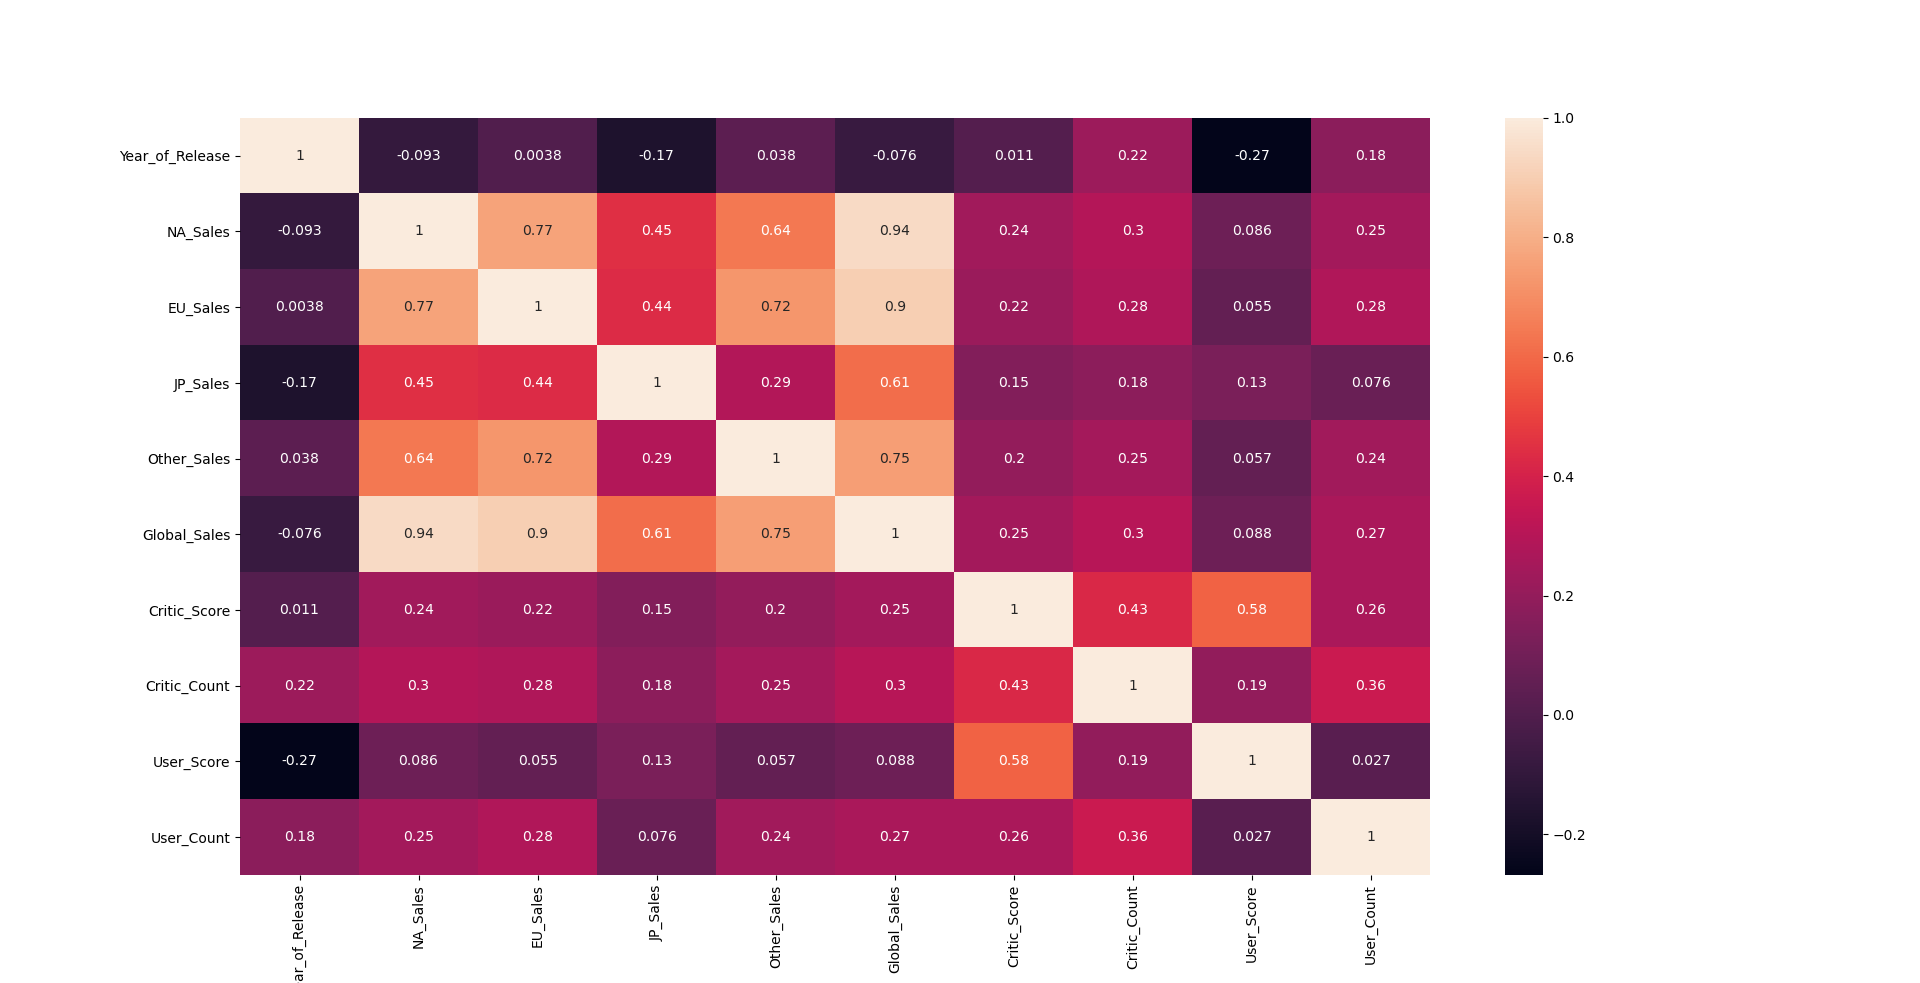 Year_of_Release 1 -0.093 0.0038 -0.17 0.038 -0.076 0.011 0.22 -0.27 0.18
NA_Sales -0.093 1 0.77 0.45 0.64 0.94 0.24 0.3 0.086 0.25
EU_Sales 0.0038 0.77 1 0.44 0.72 0.9 0.22 0.28 0.055 0.28
JP_Sales -0.17 0.45 0.44 1 0.29 0.61 0.15 0.18 0.13 0.076
Other_Sales 0.038 0.64 0.72 0.29 1 0.75 0.2 0.25 0.057 0.24
Global_Sales -0.076 0.94 0.9 0.61 0.75 1 0.25 0.3 0.088 0.27
Critic_Score 0.011 0.24 0.22 0.15 0.2 0.25 1 0.43 0.58 0.26
Critic_Count 0.22 0.3 0.28 0.18 0.25 0.3 0.43 1 0.19 0.36
User_Score -0.27 0.086 0.055 0.13 0.057 0.088 0.58 0.19 1 0.027
User_Count 0.18 0.25 0.28 0.076 0.24 0.27 0.26 0.36 0.027 1
ar_of_Release
NA_Sales
EU_Sales
JP_Sales
Other_Sales
Global_Sales
Critic_Score
Critic_Count
User_Score
User_Count
1.0
0.8
0.6
0.4
0.2
0.0
−0.2